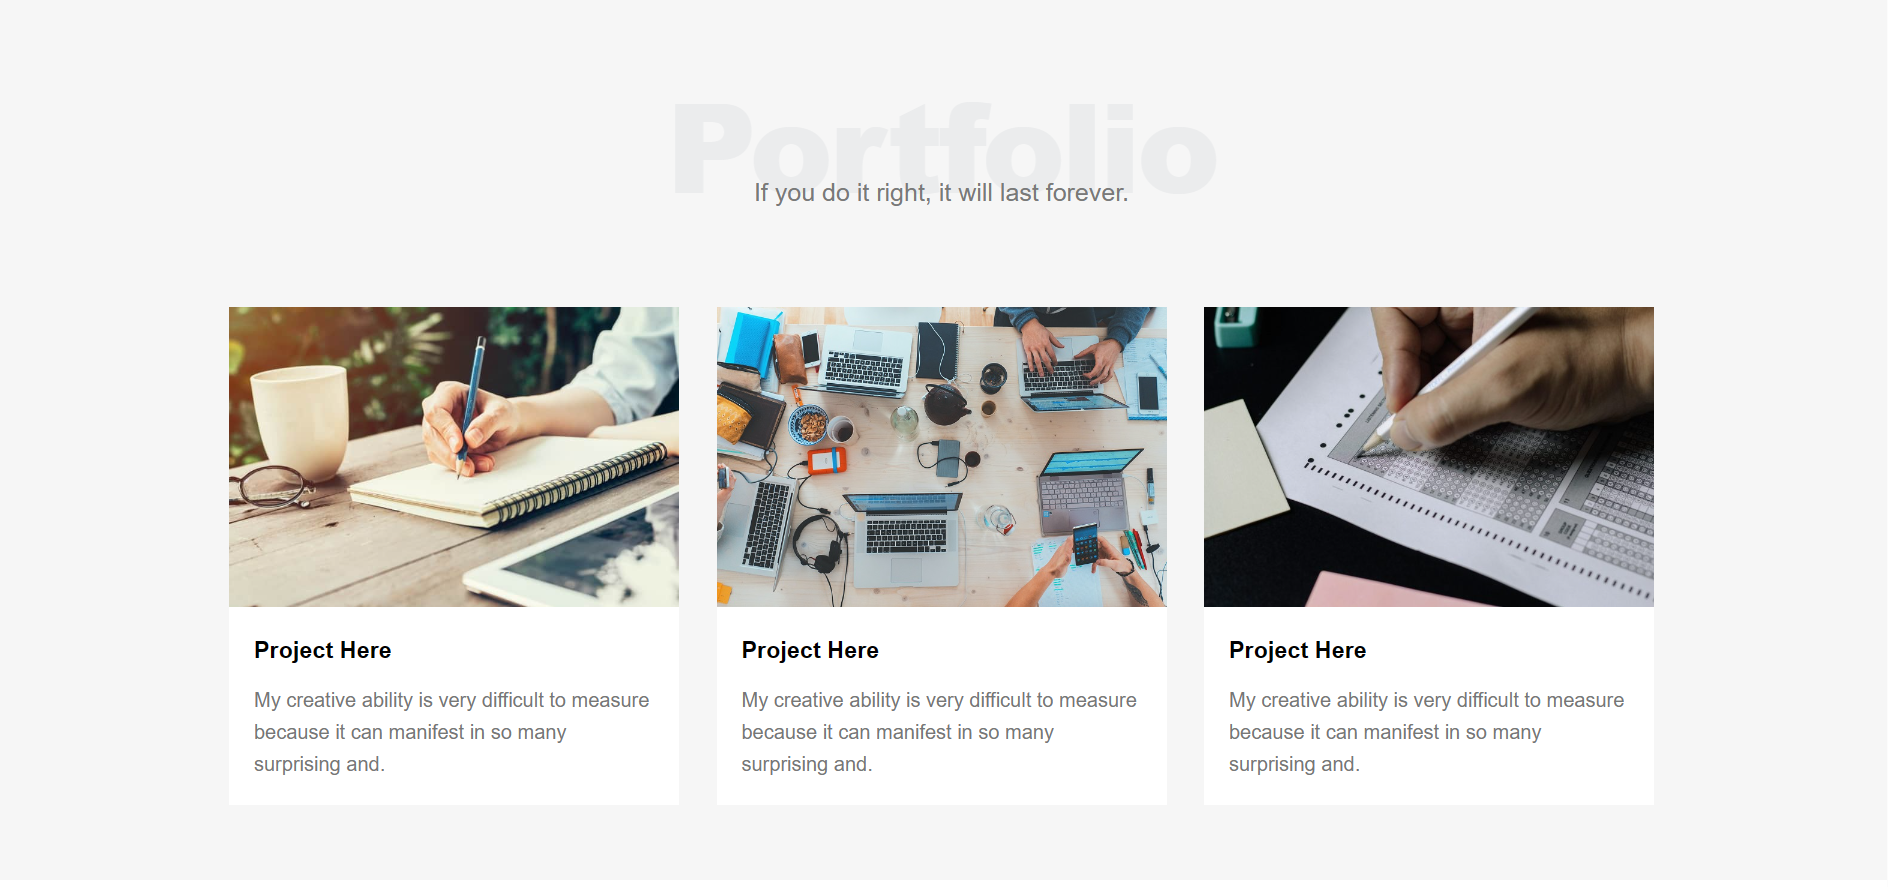 Portfolio
If you do it right, it will last forever.
Project Here
My creative ability is very difficult to measure
because it can manifest in so many
surprising and.
Project Here
My creative ability is very difficult to measure
because it can manifest in so many
surprising and.
Project Here
My creative ability is very difficult to measure
because it can manifest in so many
surprising and.